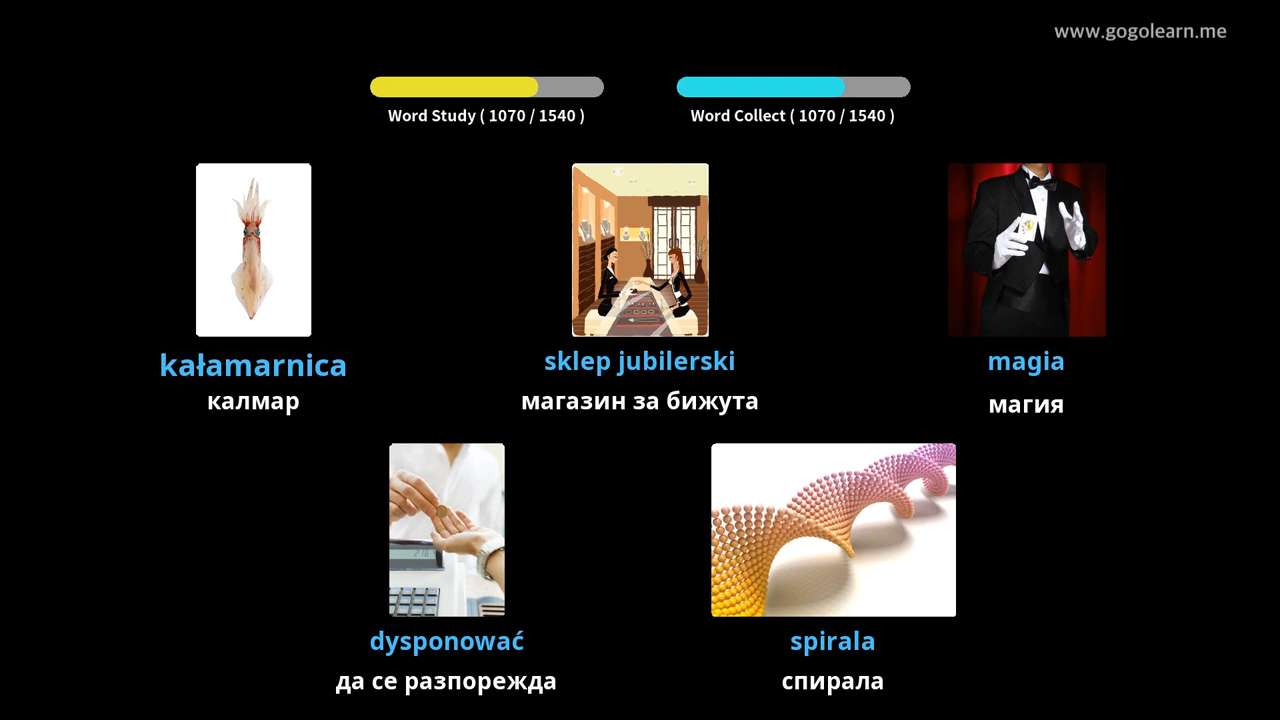 www.gogolearn.me
Word Study ( 1070 / 1540 )
Word Collect ( 1070 / 1540 )
kałamarnica
калмар
sklep jubilerski
магазин за бижута
magia
магия
dysponować
да се разпорежда
spirala
спирала